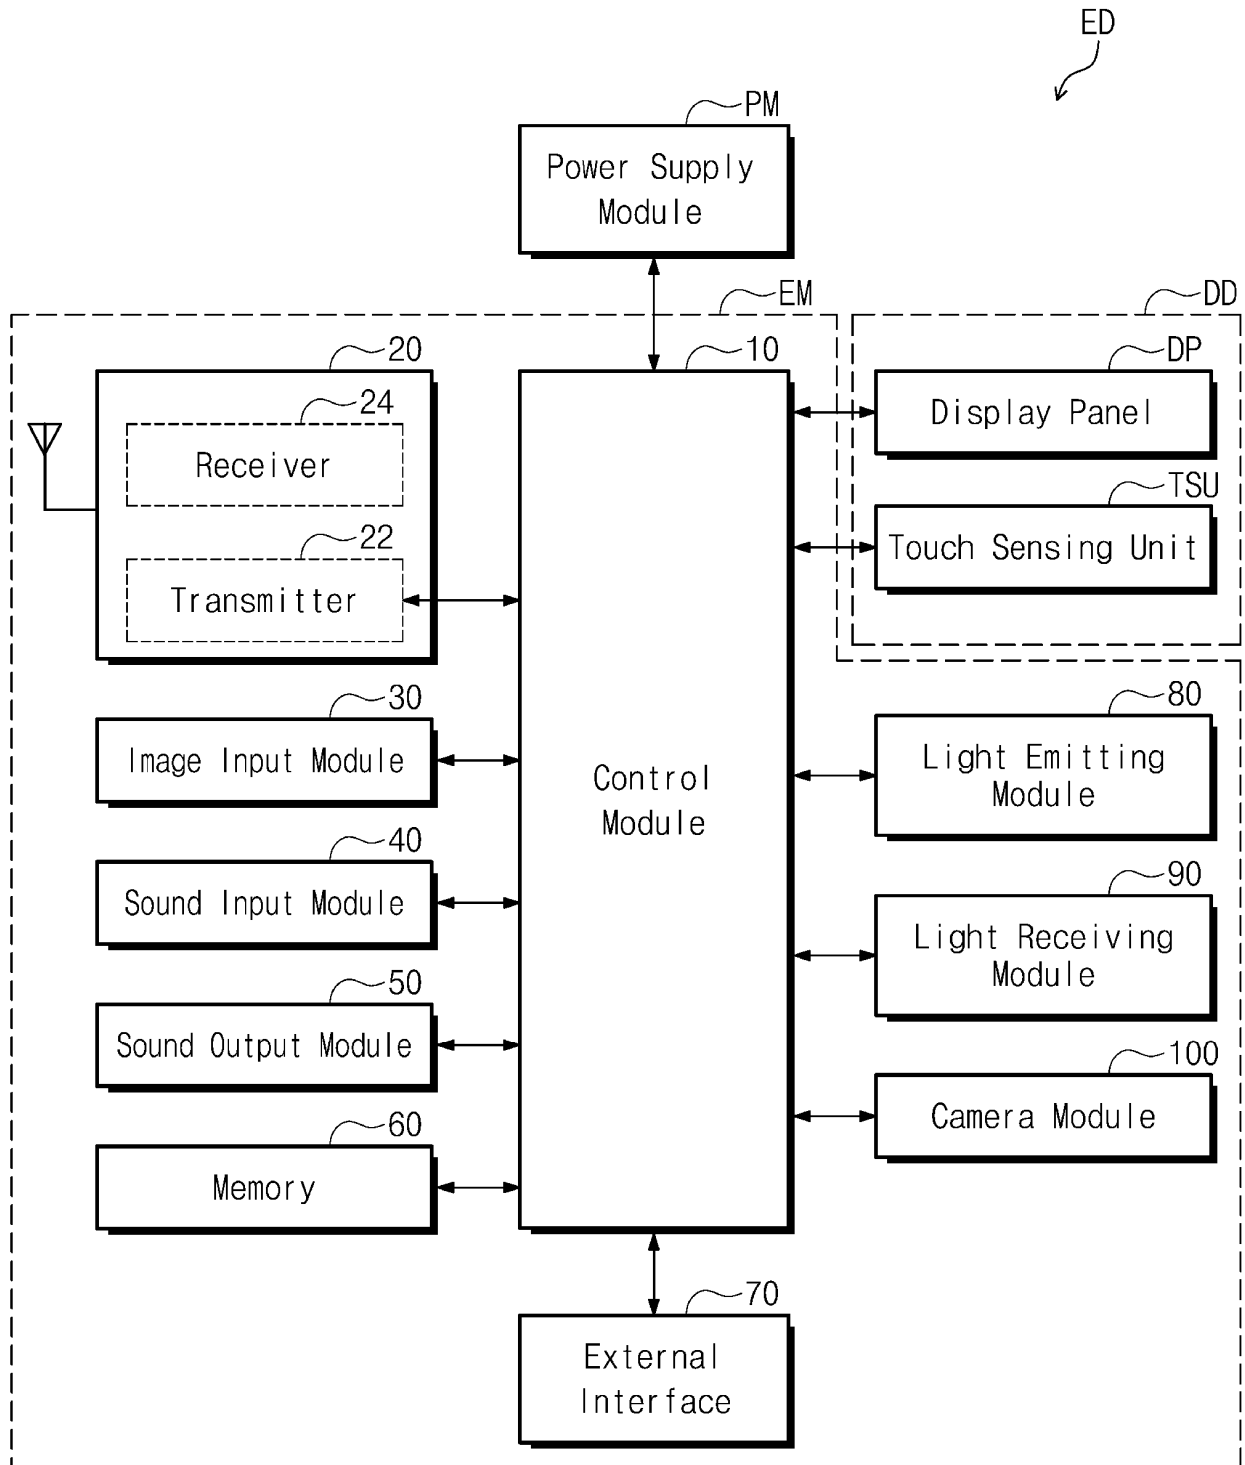 ED
PM
Power Supply
Module
EM
DD
20
10
DP
24
Display Panel
Receiver
TSU
22
Touch Sensing Unit
Transmitter
30
80
Image Input Module
Light Emitting
Module
Control
Module
40
90
Sound Input Module
Light Receiving
Module
50
Sound Output Module
100
Camera Module
60
Memory
70
External
Interface